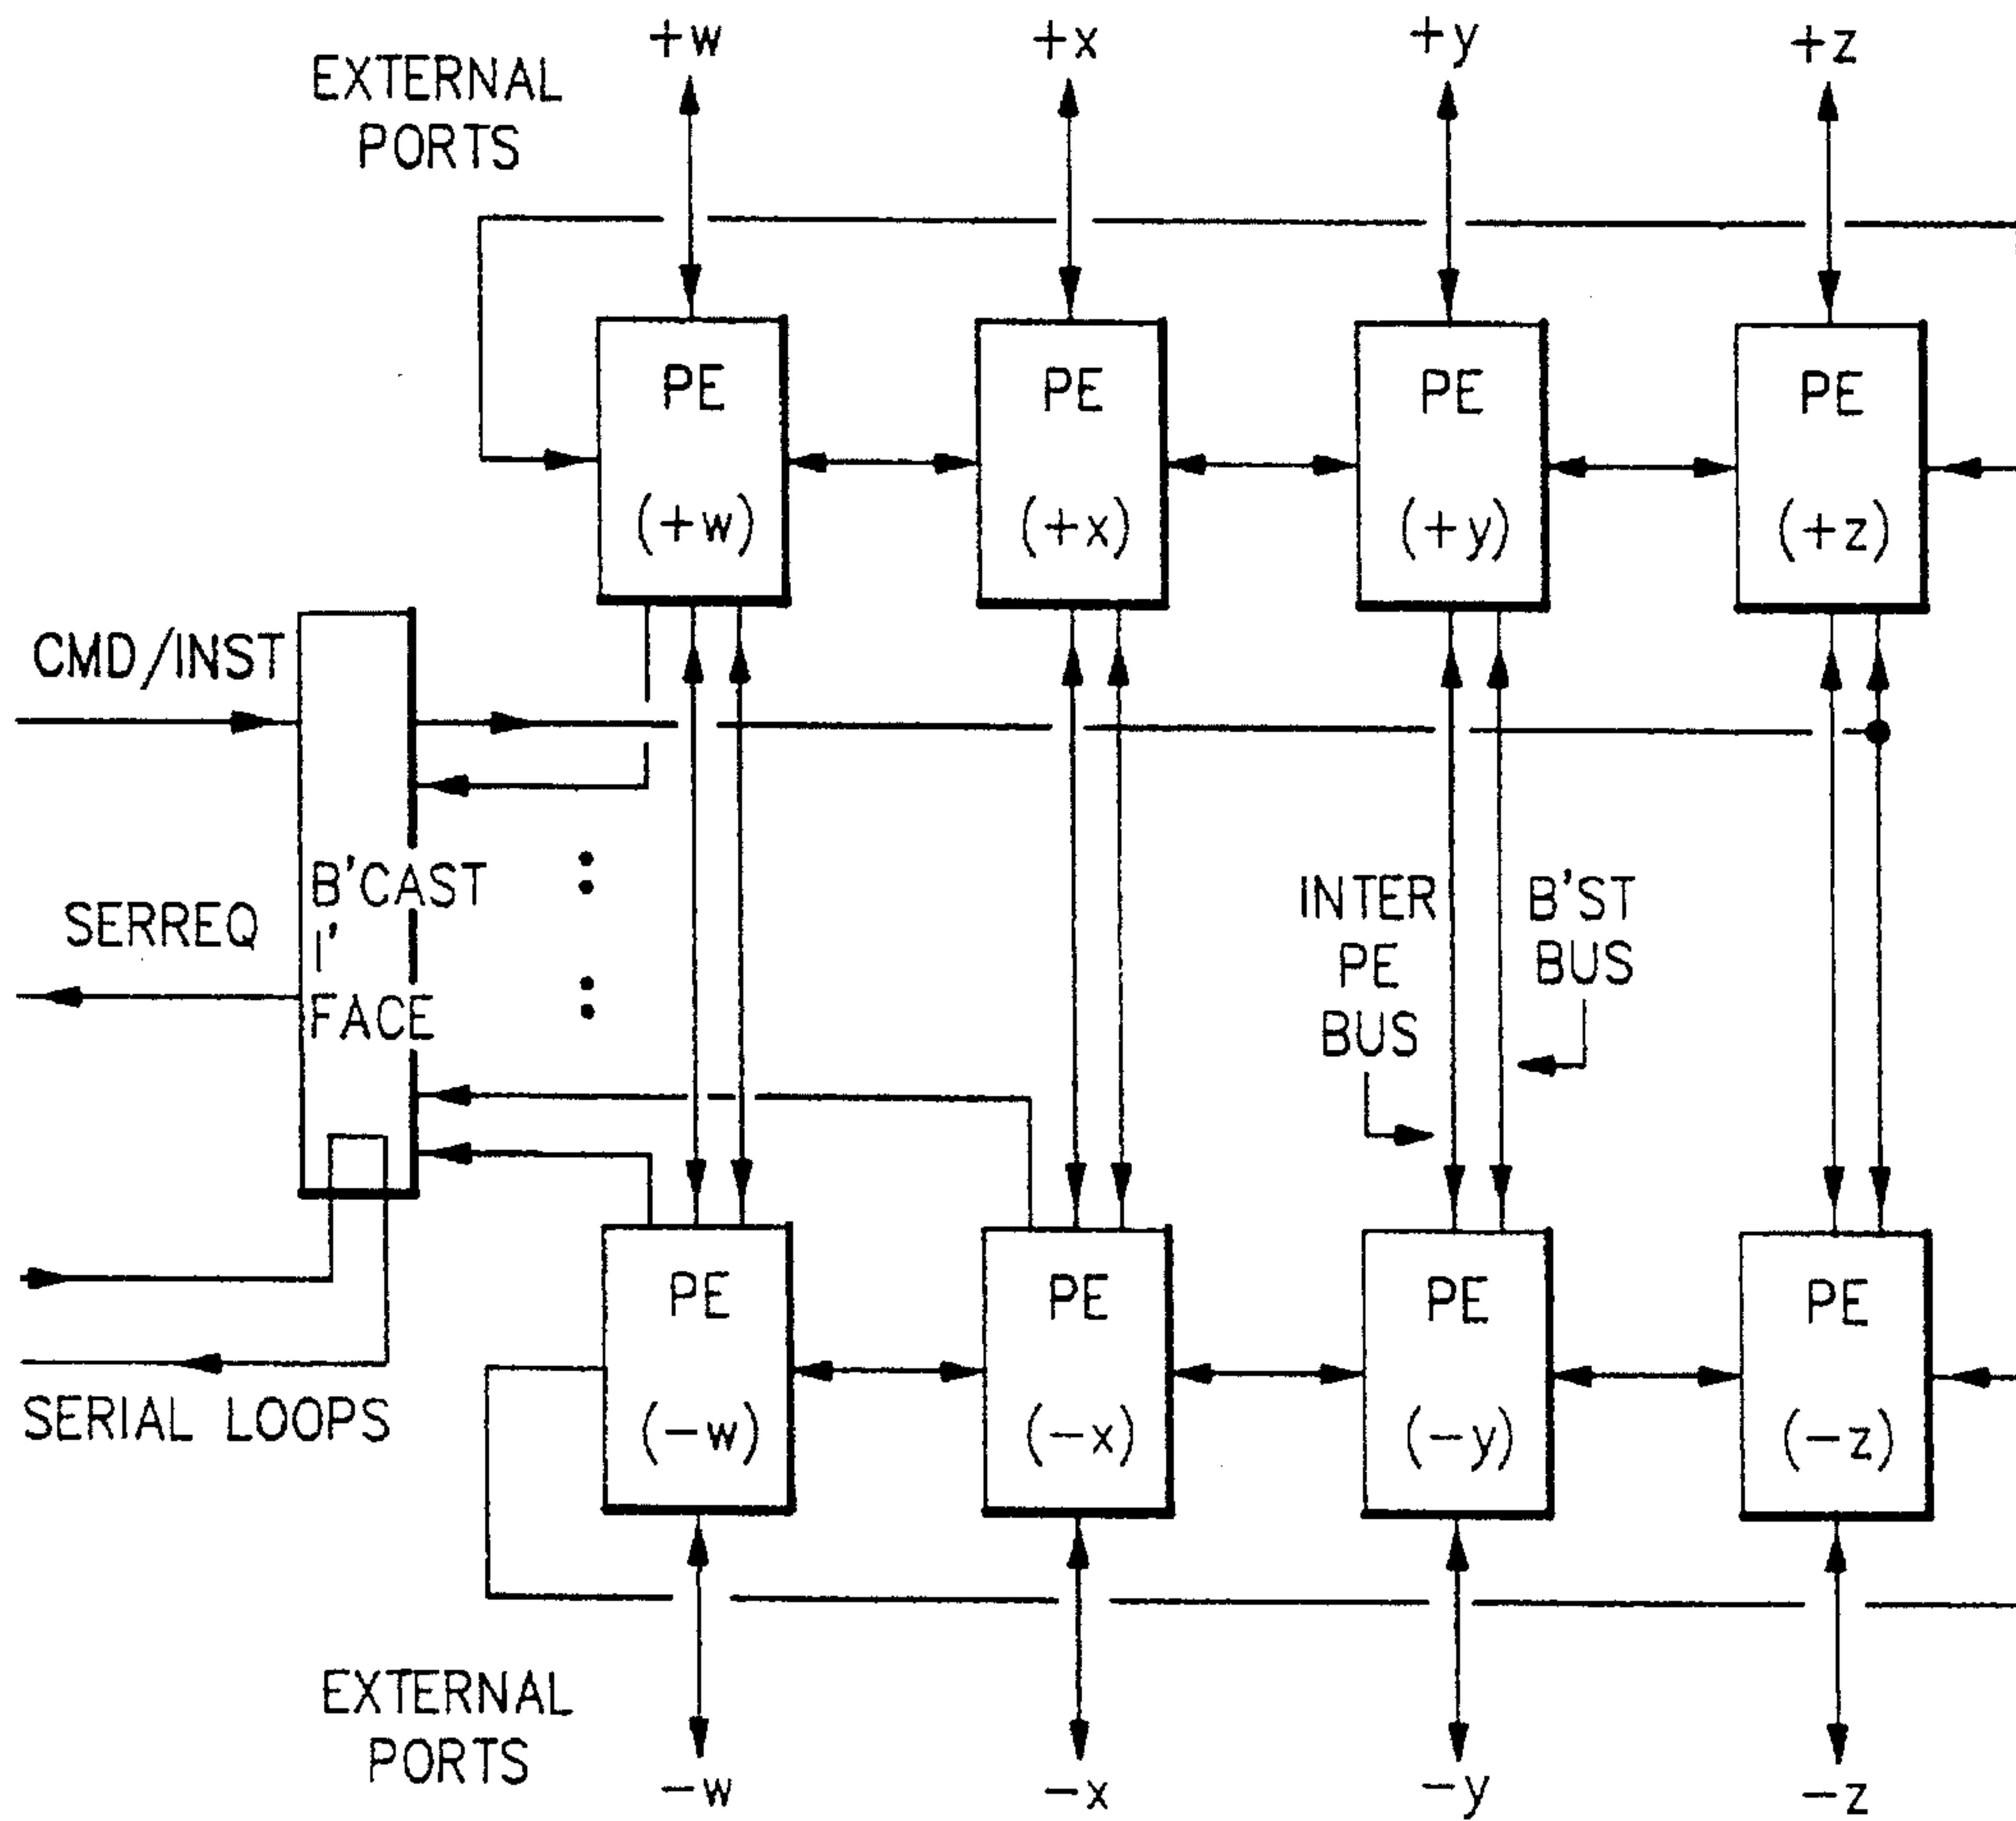 +w +x +y +z
EXTERNAL
PORTS
PE PE PE PE
(+w) (+x) (+y) (+z)
CMD/INST
B'CAST
I'
FACE
SERREQ
INTER
PE
BUS
B'ST
BUS
PE PE PE PE
(-w) (-x) (-y) (-z)
SERIAL LOOPS
EXTERNAL
PORTS
-w -x -y -z